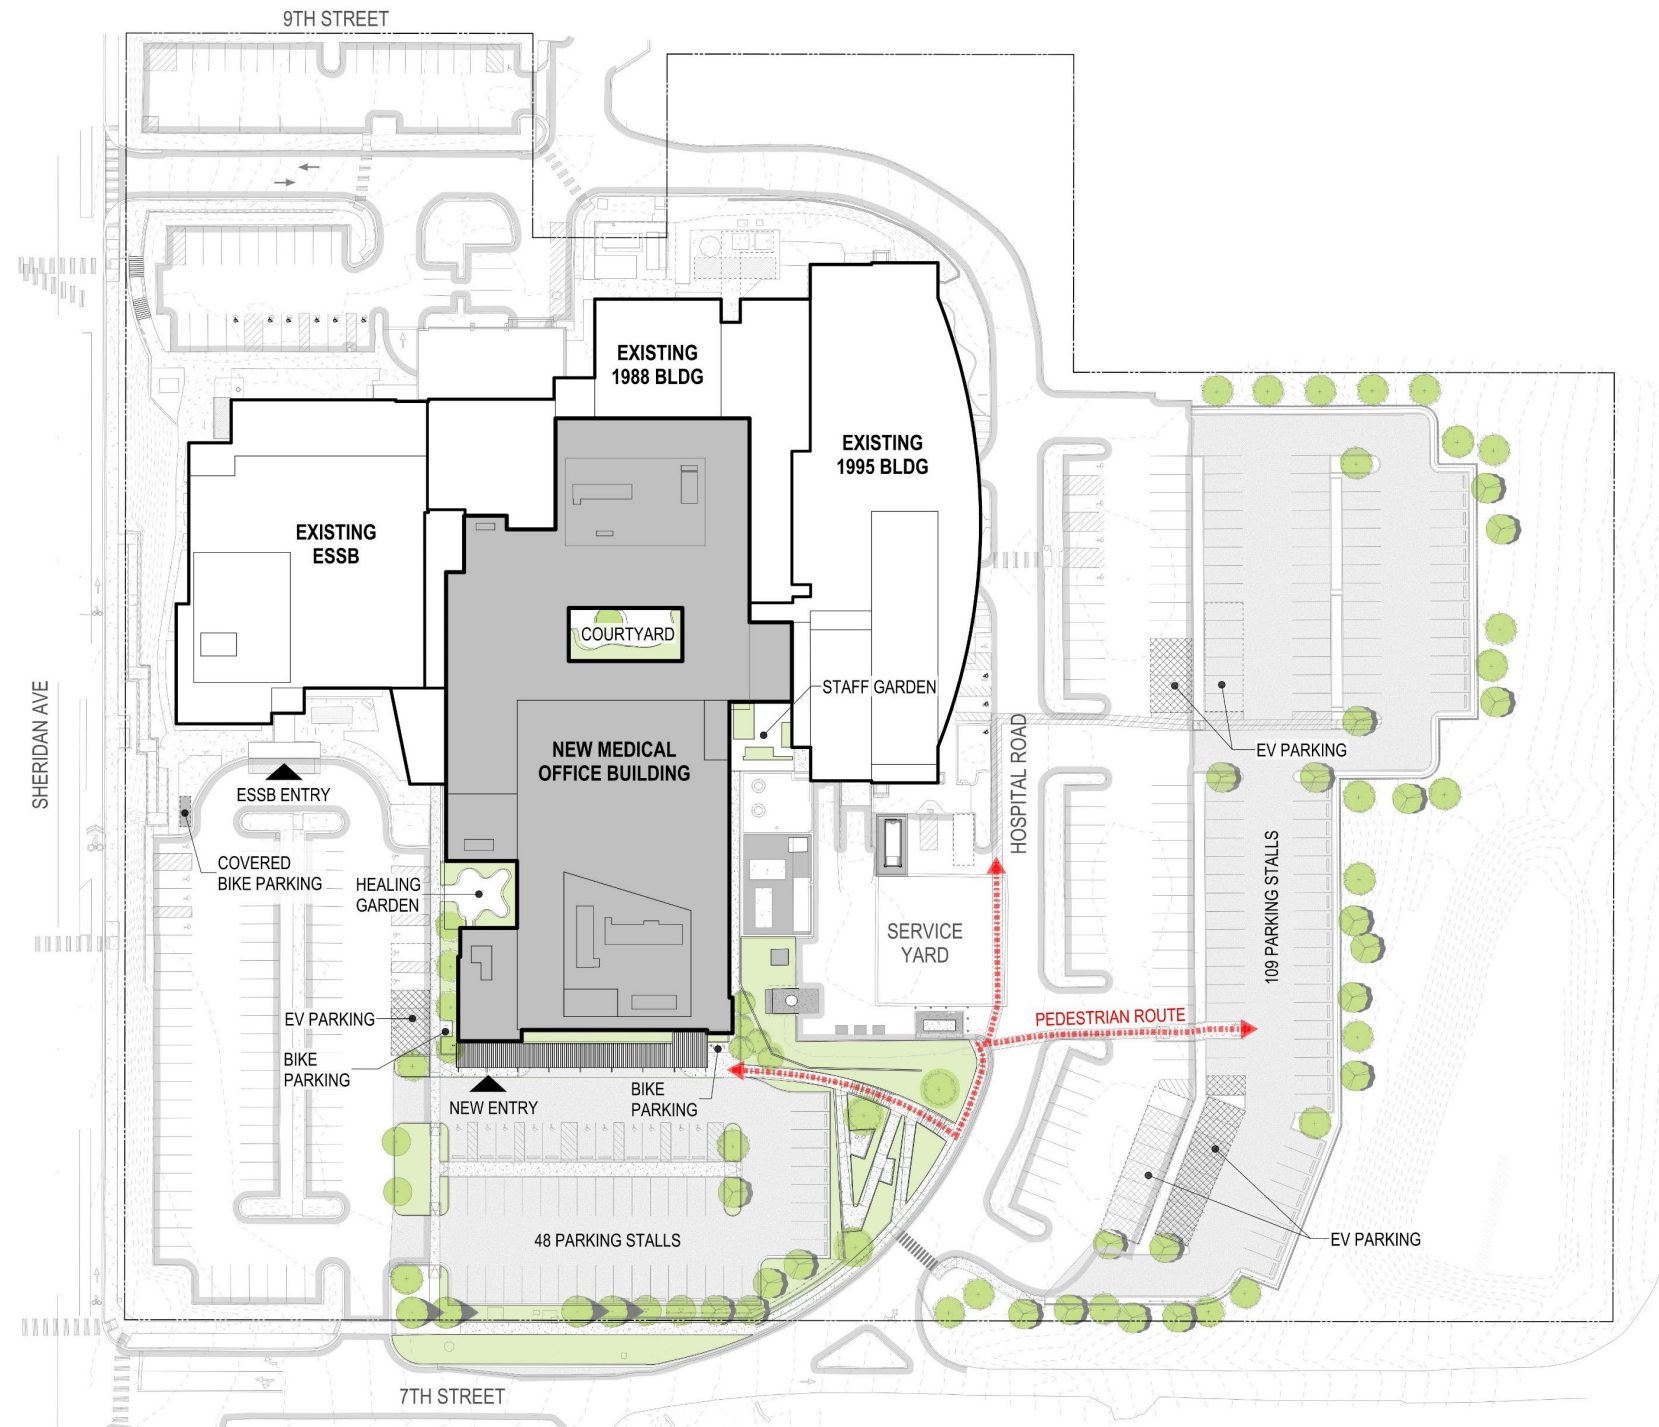 9TH STREET
EXISTING
1988 BLDG
EXISTING
1995 BLDG
EXISTING
ESSB
COURTYARD
STAFF GARDEN
SHERIDAN AVE
NEW MEDICAL
OFFICE BUILDING
HOSPITAL ROAD
EV PARKING
ESSB ENTRY
COVERED
BIKE PARKING
HEALING
GARDEN
SERVICE
YARD
109 PARKING STALLS
EV PARKING
PEDESTRIAN ROUTE
BIKE
PARKING
NEW ENTRY
BIKE
PARKING
48 PARKING STALLS
EV PARKING
7TH STREET